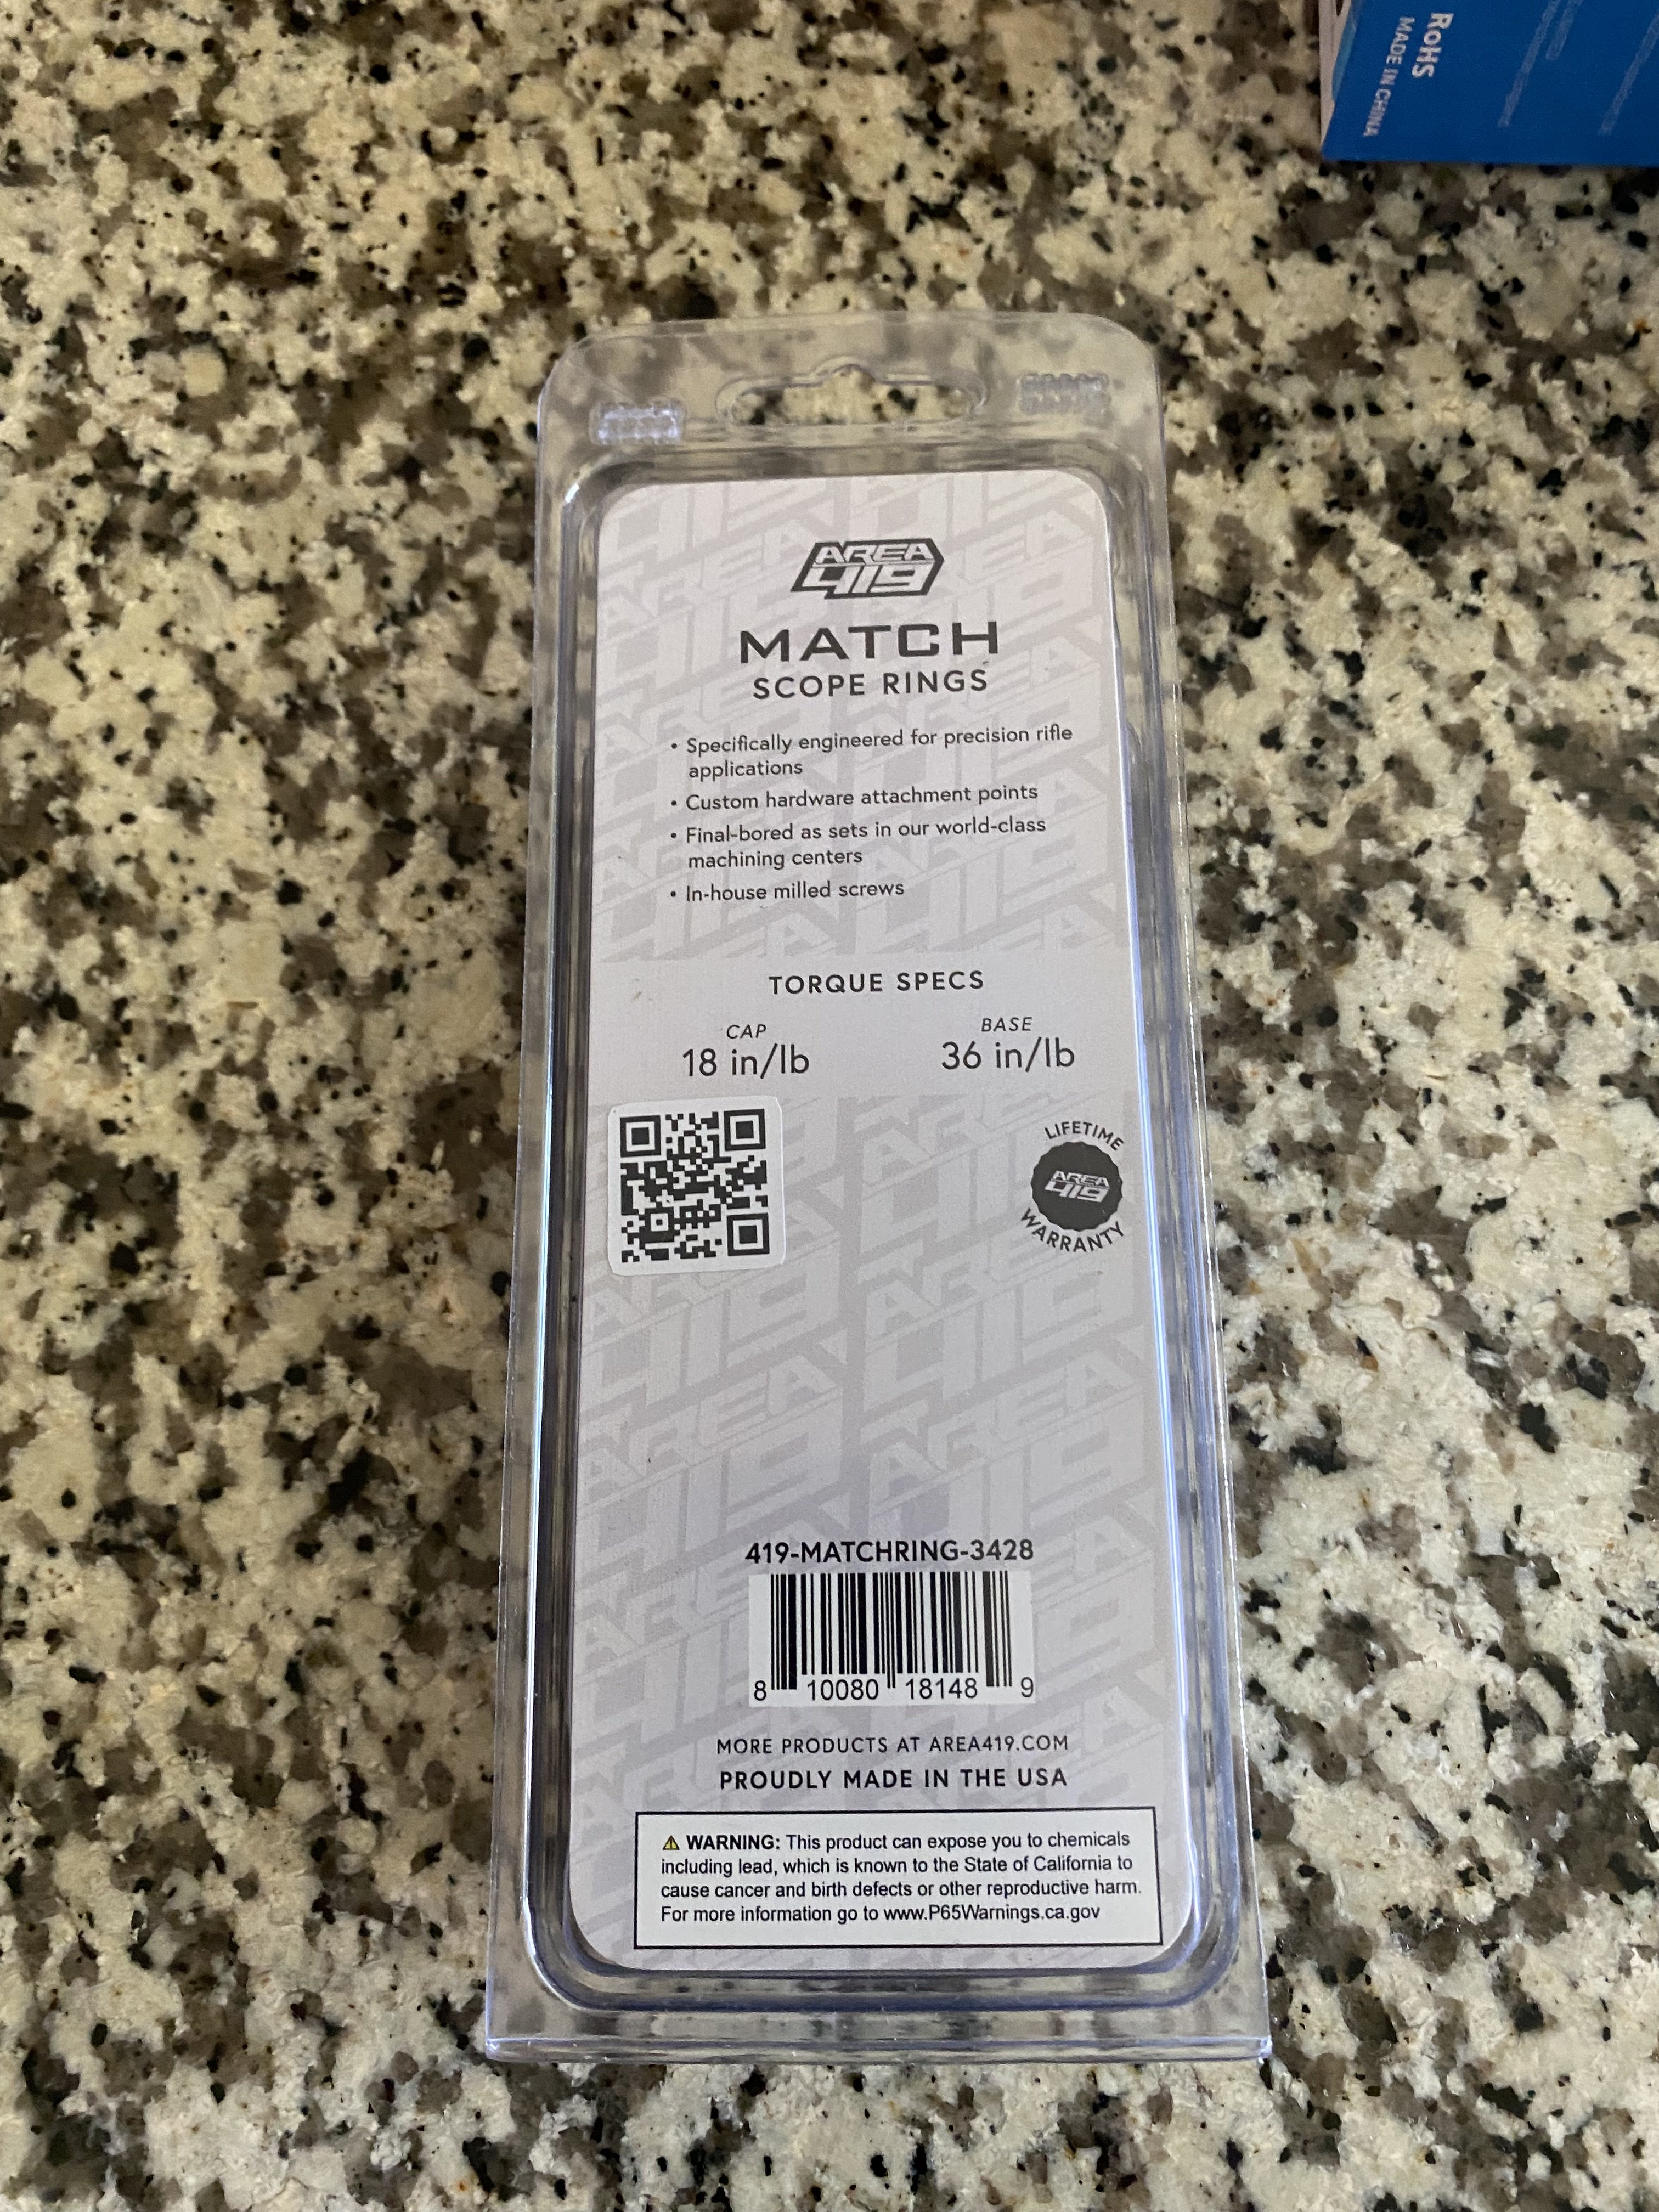 RoHS
MADE IN CHINA
AREA
419
MATCH
SCOPE RINGS
• Specifically engineered for precision rifle
applications
• Custom hardware attachment points
• Final-bored as sets in our world-class
machining centers
• In-house milled screws
TORQUE SPECS
CAP
18 in/lb
BASE
36 in/lb
LIFETIME
AREA
419
WARRANTY
419-MATCHRING-3428
8 10080 18148 9
MORE PRODUCTS AT AREA419.COM
PROUDLY MADE IN THE USA
⚠ WARNING: This product can expose you to chemicals
including lead, which is known to the State of California to
cause cancer and birth defects or other reproductive harm.
For more information go to www.P65Warnings.ca.gov